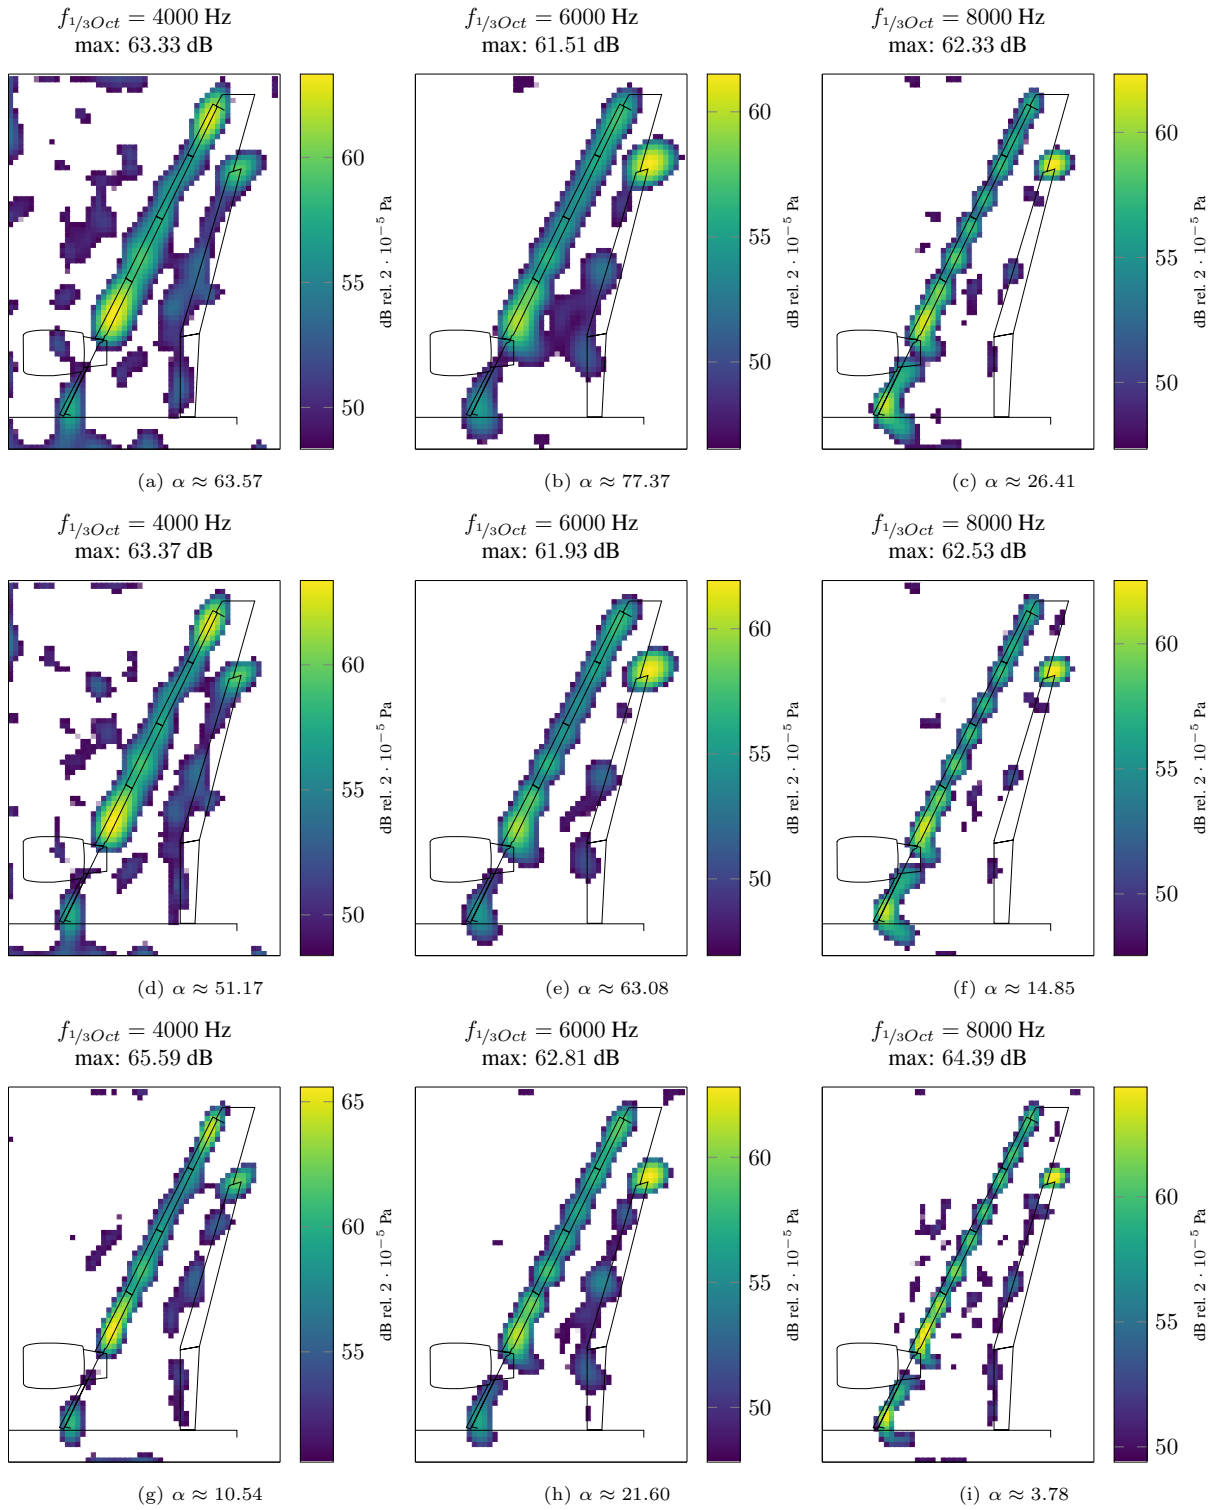 f1/3Oct = 4000 Hz
max: 63.33 dB
60
55
50
dB rel. 2 · 10−5 Pa
(a) α ≈ 63.57
f1/3Oct = 6000 Hz
max: 61.51 dB
60
55
50
dB rel. 2 · 10−5 Pa
(b) α ≈ 77.37
f1/3Oct = 8000 Hz
max: 62.33 dB
60
55
50
dB rel. 2 · 10−5 Pa
(c) α ≈ 26.41
f1/3Oct = 4000 Hz
max: 63.37 dB
60
55
50
dB rel. 2 · 10−5 Pa
(d) α ≈ 51.17
f1/3Oct = 6000 Hz
max: 61.93 dB
60
55
50
dB rel. 2 · 10−5 Pa
(e) α ≈ 63.08
f1/3Oct = 8000 Hz
max: 62.53 dB
60
55
50
dB rel. 2 · 10−5 Pa
(f) α ≈ 14.85
f1/3Oct = 4000 Hz
max: 65.59 dB
65
60
55
dB rel. 2 · 10−5 Pa
(g) α ≈ 10.54
f1/3Oct = 6000 Hz
max: 62.81 dB
60
55
50
dB rel. 2 · 10−5 Pa
(h) α ≈ 21.60
f1/3Oct = 8000 Hz
max: 64.39 dB
60
55
50
dB rel. 2 · 10−5 Pa
(i) α ≈ 3.78